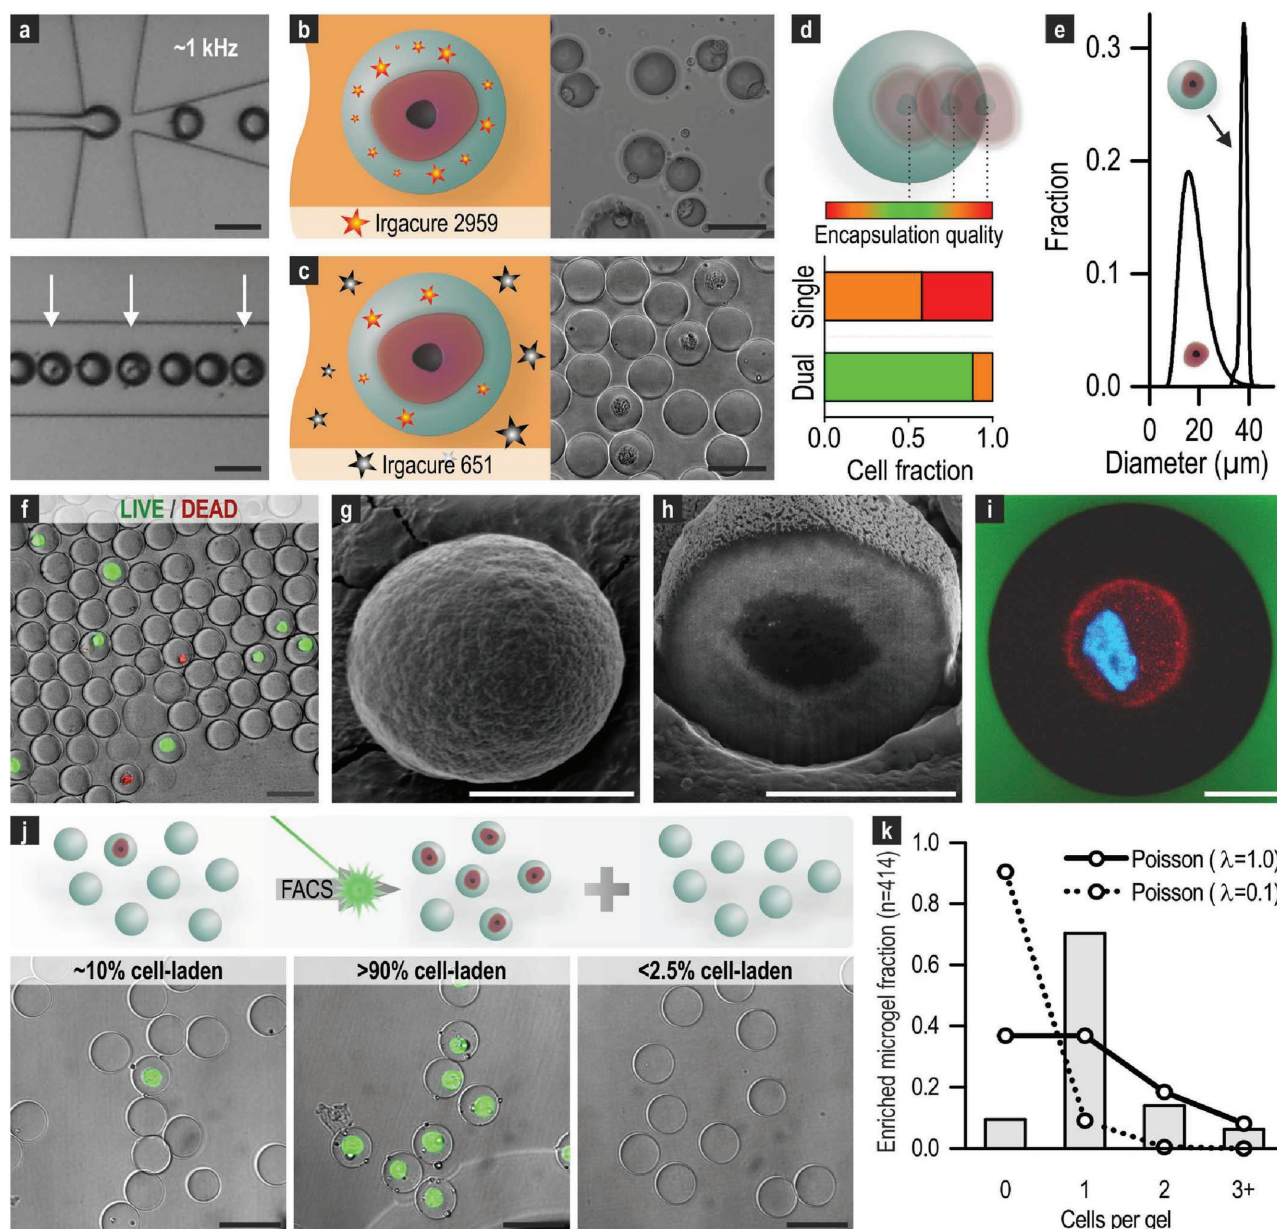 a
~1 kHz
b
Irgacure 2959
c
Irgacure 651
d
Encapsulation quality
Single
Dual
0.0 0.5 1.0
Cell fraction
e
Fraction
0.3
0.2
0.1
0.0
0 20 40
Diameter (µm)
f
LIVE / DEAD
g
h
i
j
FACS
~10% cell-laden
>90% cell-laden
<2.5% cell-laden
k
Enriched microgel fraction (n=414)
1.0
0.8
0.6
0.4
0.2
0.0
Poisson ( λ=1.0)
Poisson ( λ=0.1)
0 1 2 3+
Cells per gel